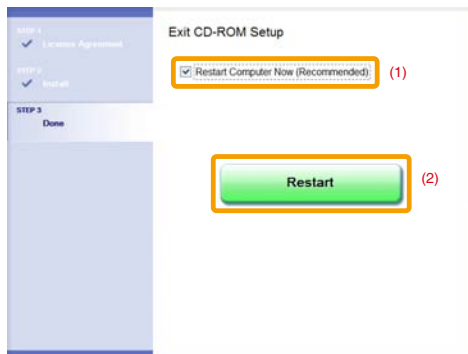 Exit CD-ROM Setup
STEP 1
License Agreement
Restart Computer Now (Recommended)
(1)
STEP 2
Install
STEP 3
Done
Restart
(2)